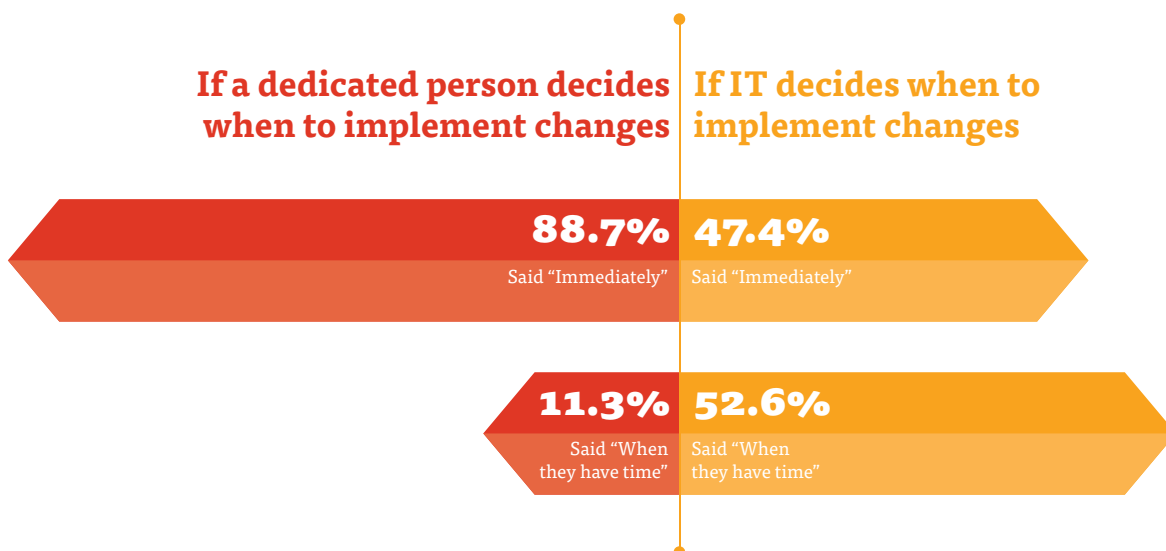 If a dedicated person decides
when to implement changes
If IT decides when to
implement changes
88.7%
Said “Immediately”
47.4%
Said “Immediately”
11.3%
Said “When
they have time”
52.6%
Said “When
they have time”